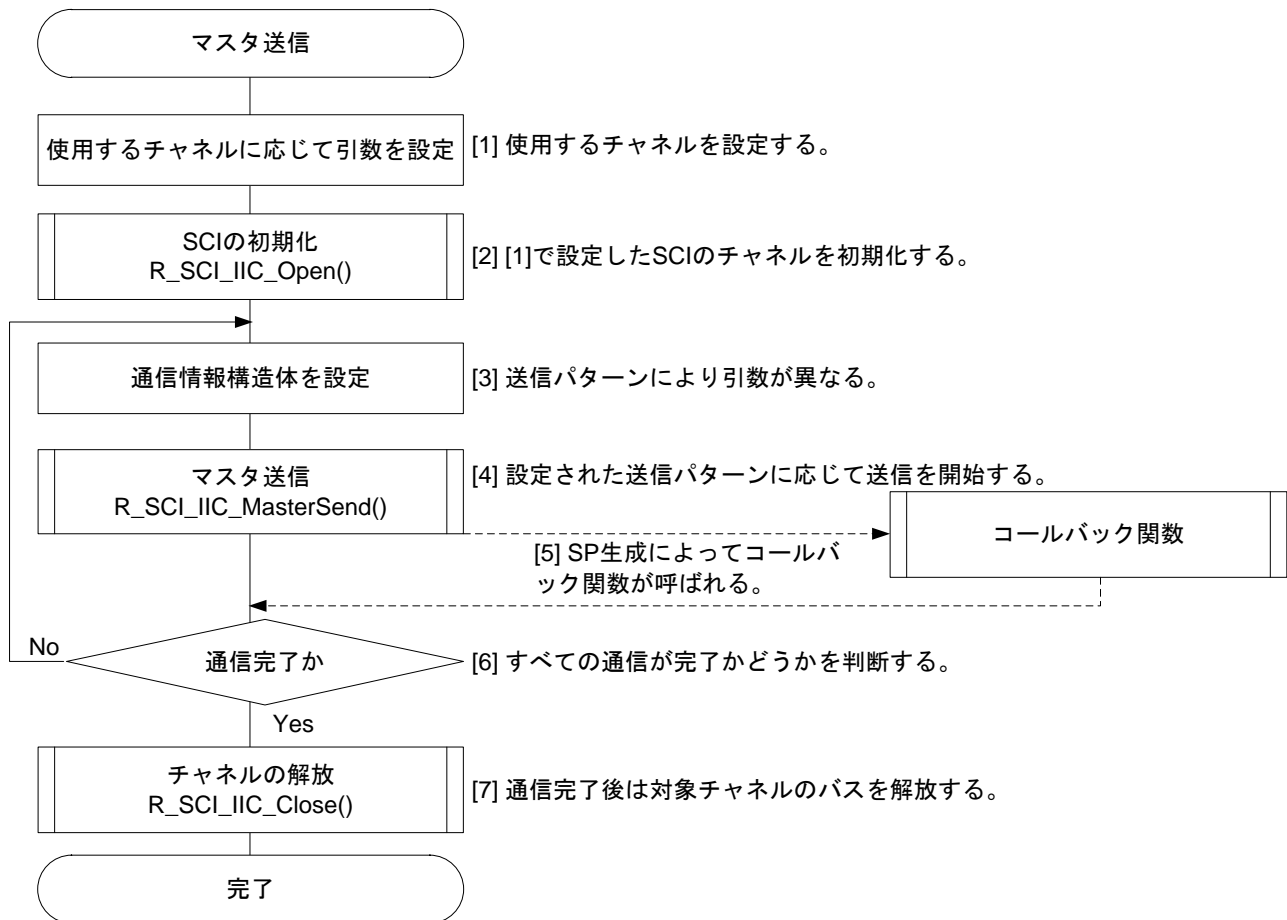 マスタ送信
使用するチャネルに応じて引数を設定
[1] 使用するチャネルを設定する。
SCIの初期化
R_SCI_IIC_Open()
[2] [1]で設定したSCIのチャネルを初期化する。
通信情報構造体を設定
[3] 送信パターンにより引数が異なる。
マスタ送信
R_SCI_IIC_MasterSend()
[4] 設定された送信パターンに応じて送信を開始する。
コールバック関数
[5] SP生成によってコールバ
ック関数が呼ばれる。
No
通信完了か
[6] すべての通信が完了かどうかを判断する。
Yes
チャネルの解放
R_SCI_IIC_Close()
[7] 通信完了後は対象チャネルのバスを解放する。
完了